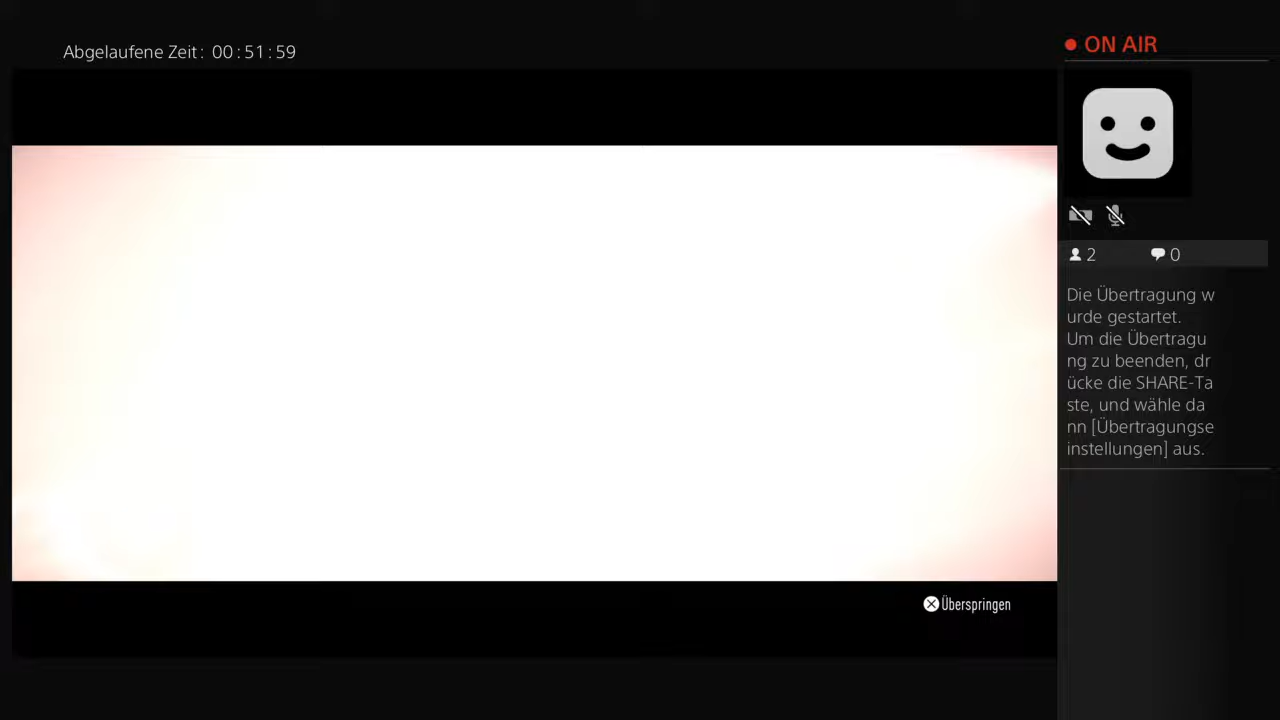 Abgelaufene Zeit: 00:51:59
ON AIR
2 0
Die Übertragung w
urde gestartet.
Um die Übertragu
ng zu beenden, dr
ücke die SHARE-Ta
ste, und wähle da
nn [Übertragungse
instellungen] aus.
Überspringen